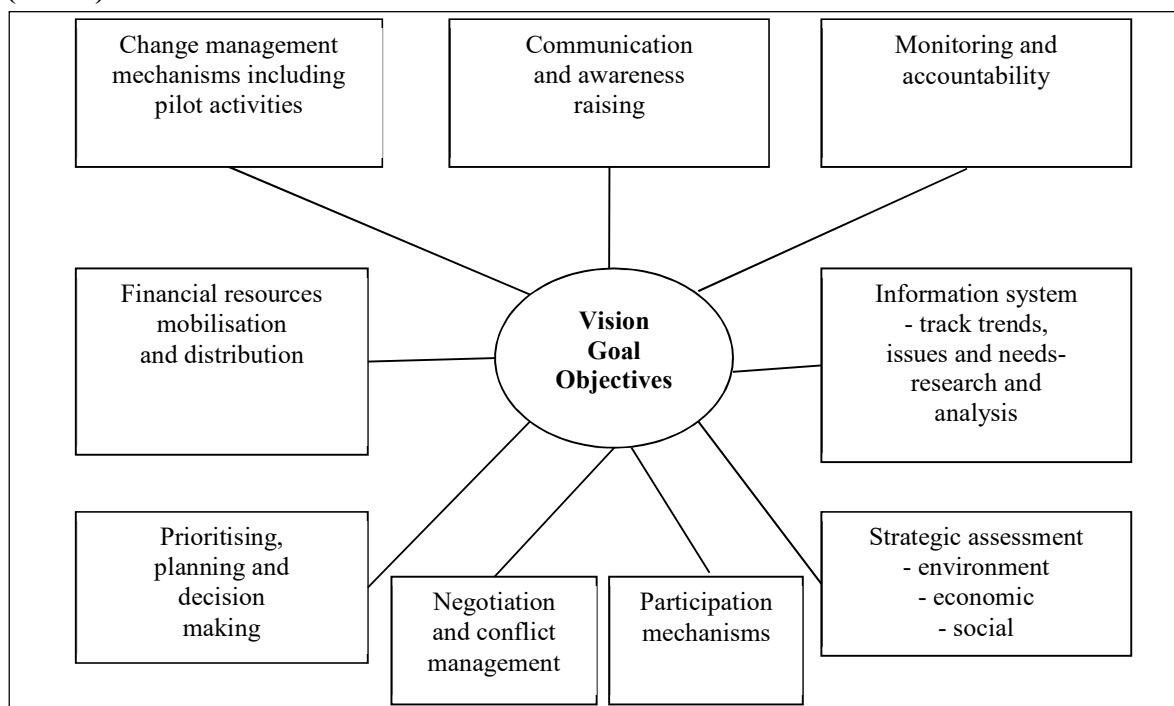 Change management
mechanisms including
pilot activities
Communication
and awareness
raising
Monitoring and
accountability
Financial resources
mobilisation
and distribution
Vision
Goal
Objectives
Information system
- track trends,
issues and needs-
research and
analysis
Prioritising,
planning and
decision
making
Negotiation
and conflict
management
Participation
mechanisms
Strategic assessment
- environment
- economic
- social